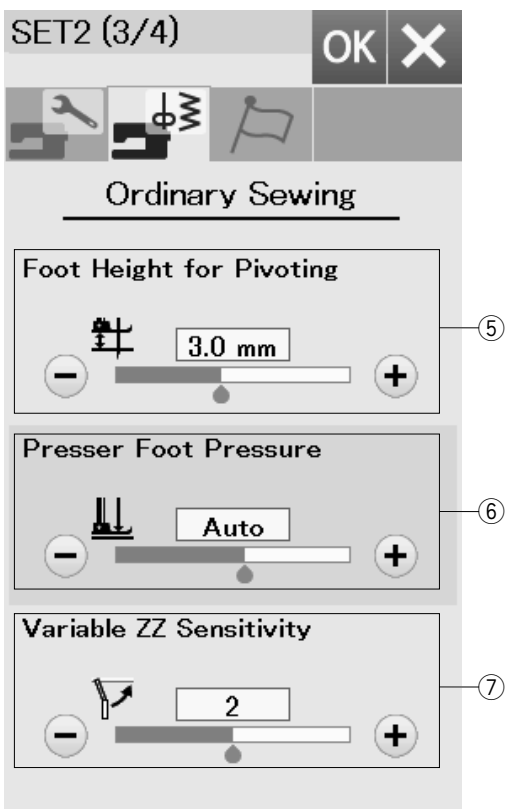 SET2 (3/4)
OK
Ordinary Sewing
Foot Height for Pivoting
3.0 mm
⑤
Presser Foot Pressure
Auto
⑥
Variable ZZ Sensitivity
2
⑦